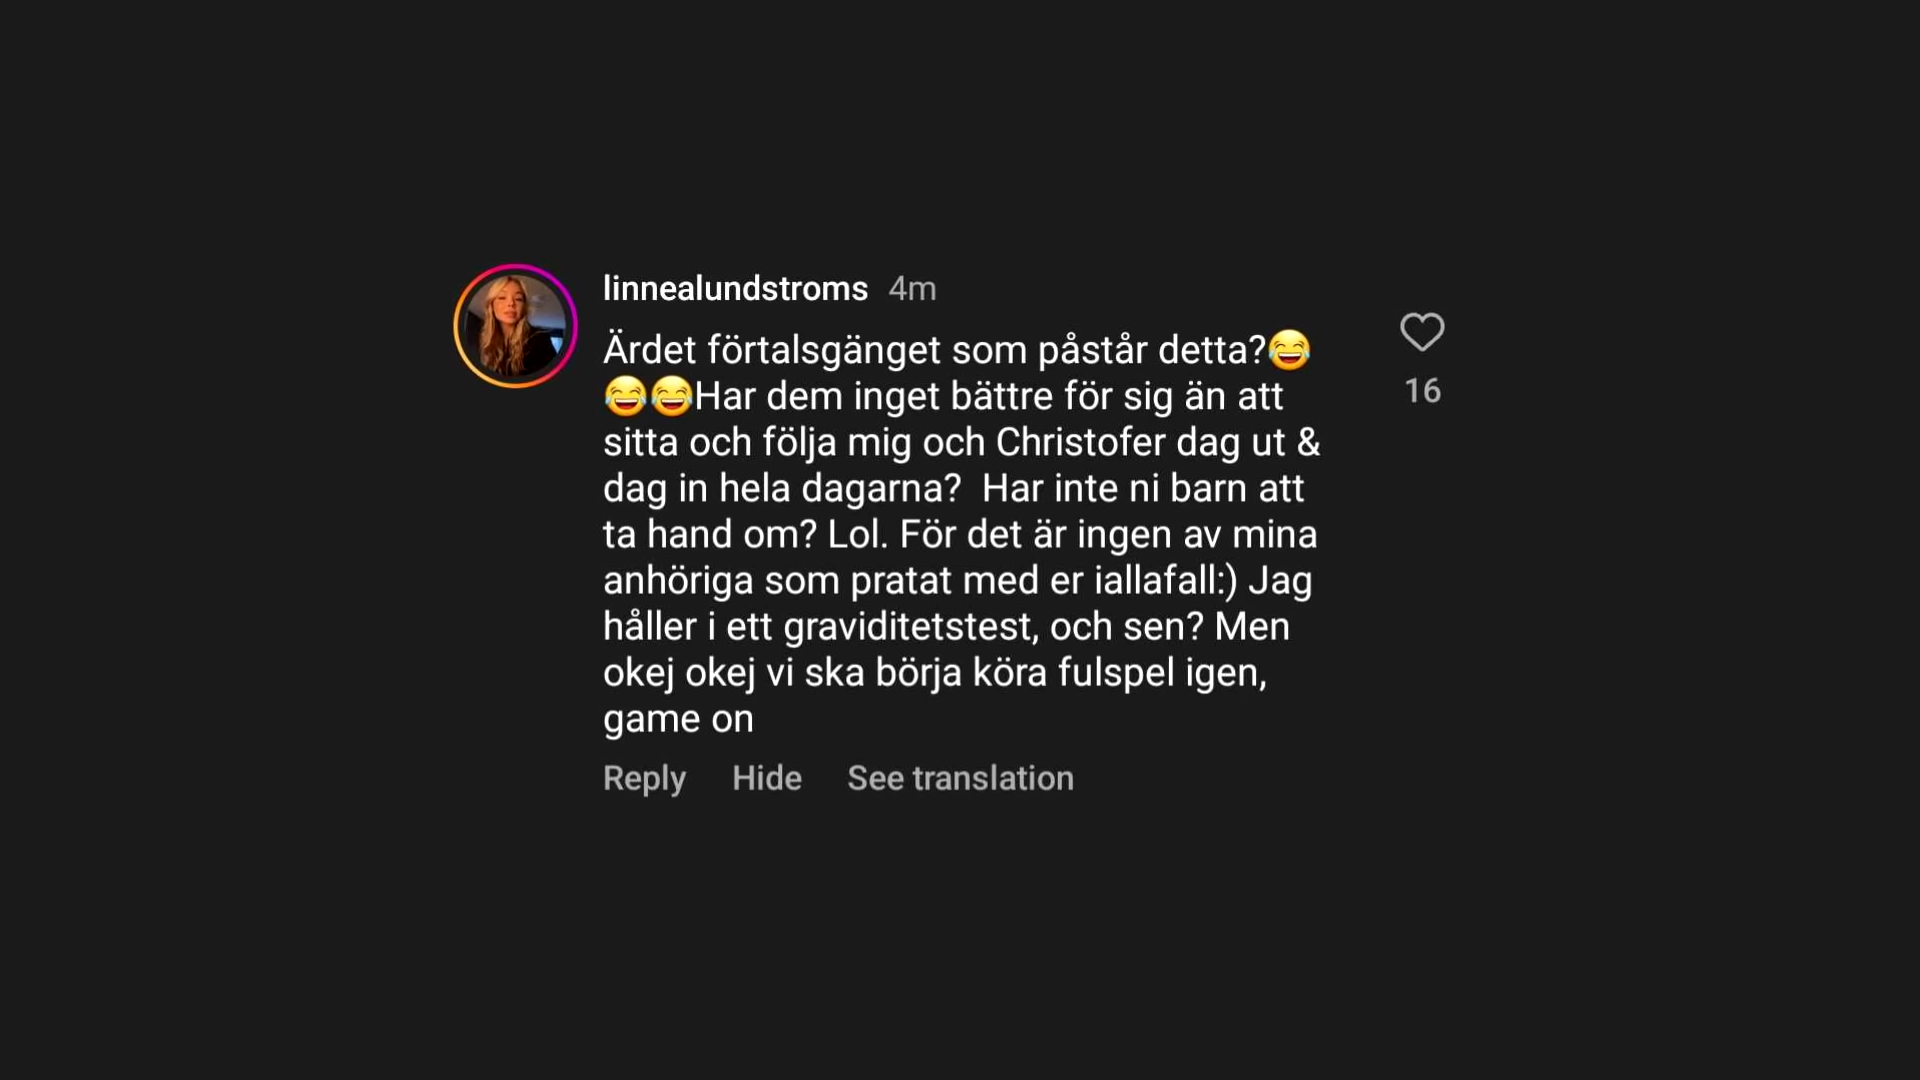 linnealundstroms 4m
Ärdet förtalsgänget som påstår detta?😂
😂😂Har dem inget bättre för sig än att
sitta och följa mig och Christofer dag ut &
dag in hela dagarna?  Har inte ni barn att
ta hand om? Lol. För det är ingen av mina
anhöriga som pratat med er iallafall:) Jag
håller i ett graviditetstest, och sen? Men
okej okej vi ska börja köra fulspel igen,
game on
16
Reply Hide See translation